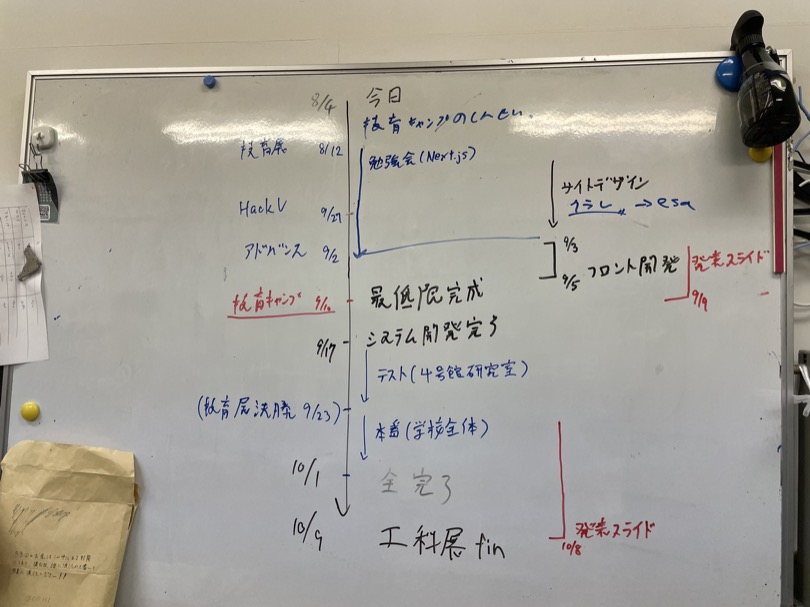 8/4 今日
技育キャンプのしんせい
技育展 8/12 勉強会(Next.js)
サイトデザイン
→esa
HackV 9/27
アドバンス 9/2
9/3
フロント開発
9/5
発表スライド
9/9
技育キャンプ 最低限完成
9/17 システム開発完了
テスト(4号館研究室)
(技育展決勝 9/23)
本番(学校全体)
10/1 全完了
10/9 工科展 fin
発表スライド
10/8